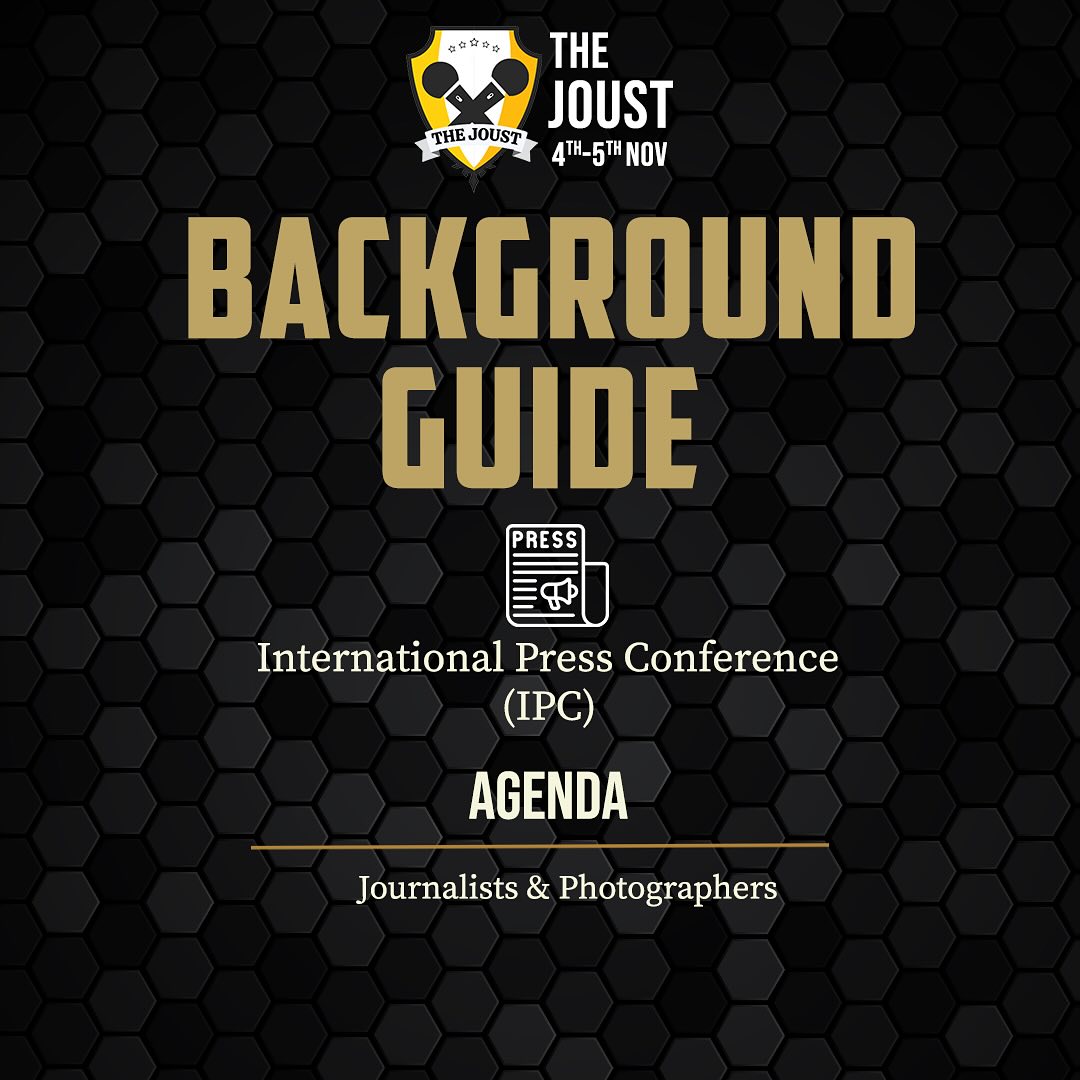 THE JOUST
THE
JOUST
4TH-5TH NOV
BACKGROUND
GUIDE
PRESS
International Press Conference
(IPC)
AGENDA
Journalists & Photographers